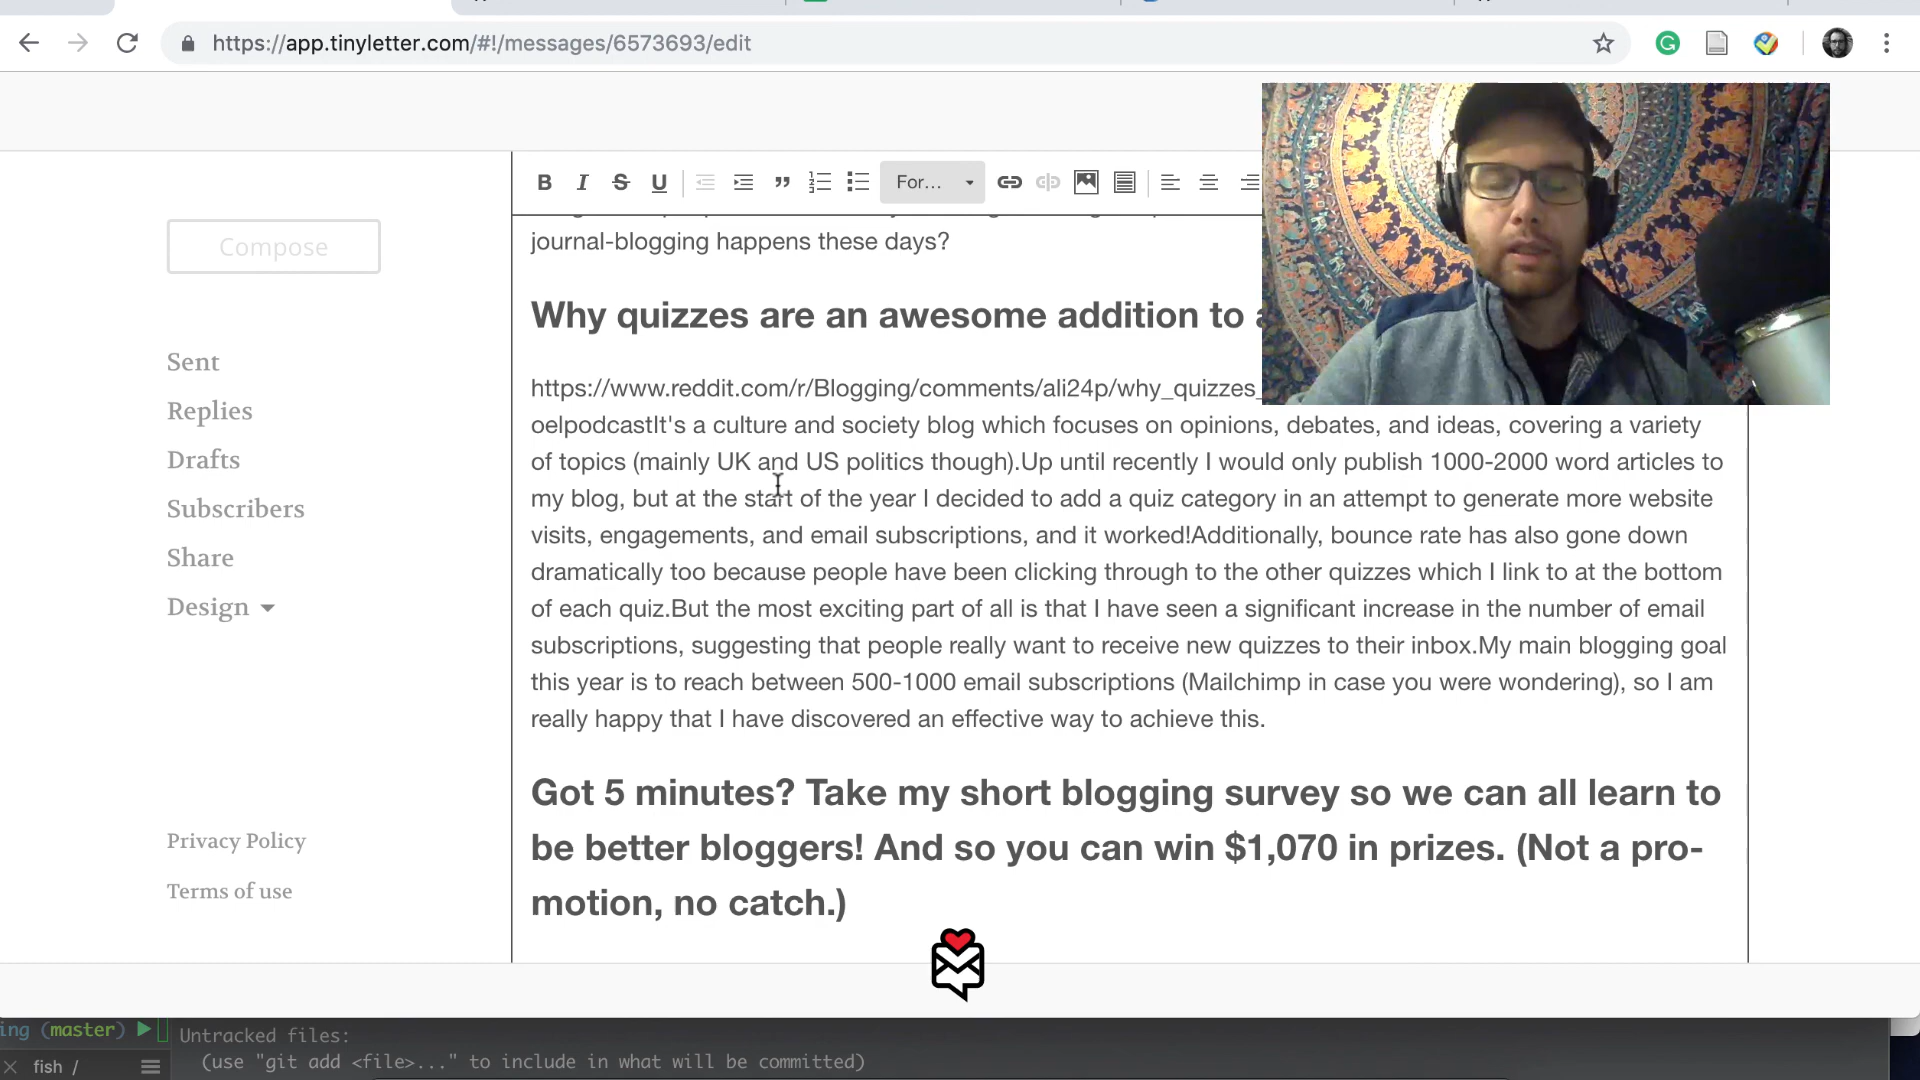 https://app.tinyletter.com/#!/messages/6573693/edit
B I S U
For...
Compose
Sent
Replies
Drafts
Subscribers
Share
Design
Privacy Policy
Terms of use
journal-blogging happens these days?
Why quizzes are an awesome addition to
https://www.reddit.com/r/Blogging/comments/ali24p/why_quizzes_
oelpodcastIt's a culture and society blog which focuses on opinions, debates, and ideas, covering a variety
of topics (mainly UK and US politics though).Up until recently I would only publish 1000-2000 word articles to
my blog, but at the start of the year I decided to add a quiz category in an attempt to generate more website
visits, engagements, and email subscriptions, and it worked!Additionally, bounce rate has also gone down
dramatically too because people have been clicking through to the other quizzes which I link to at the bottom
of each quiz.But the most exciting part of all is that I have seen a significant increase in the number of email
subscriptions, suggesting that people really want to receive new quizzes to their inbox.My main blogging goal
this year is to reach between 500-1000 email subscriptions (Mailchimp in case you were wondering), so I am
really happy that I have discovered an effective way to achieve this.
Got 5 minutes? Take my short blogging survey so we can all learn to
be better bloggers! And so you can win $1,070 in prizes. (Not a pro-
motion, no catch.)
ing (master)
Untracked files:
(use "git add <file>..." to include in what will be committed)
fish /